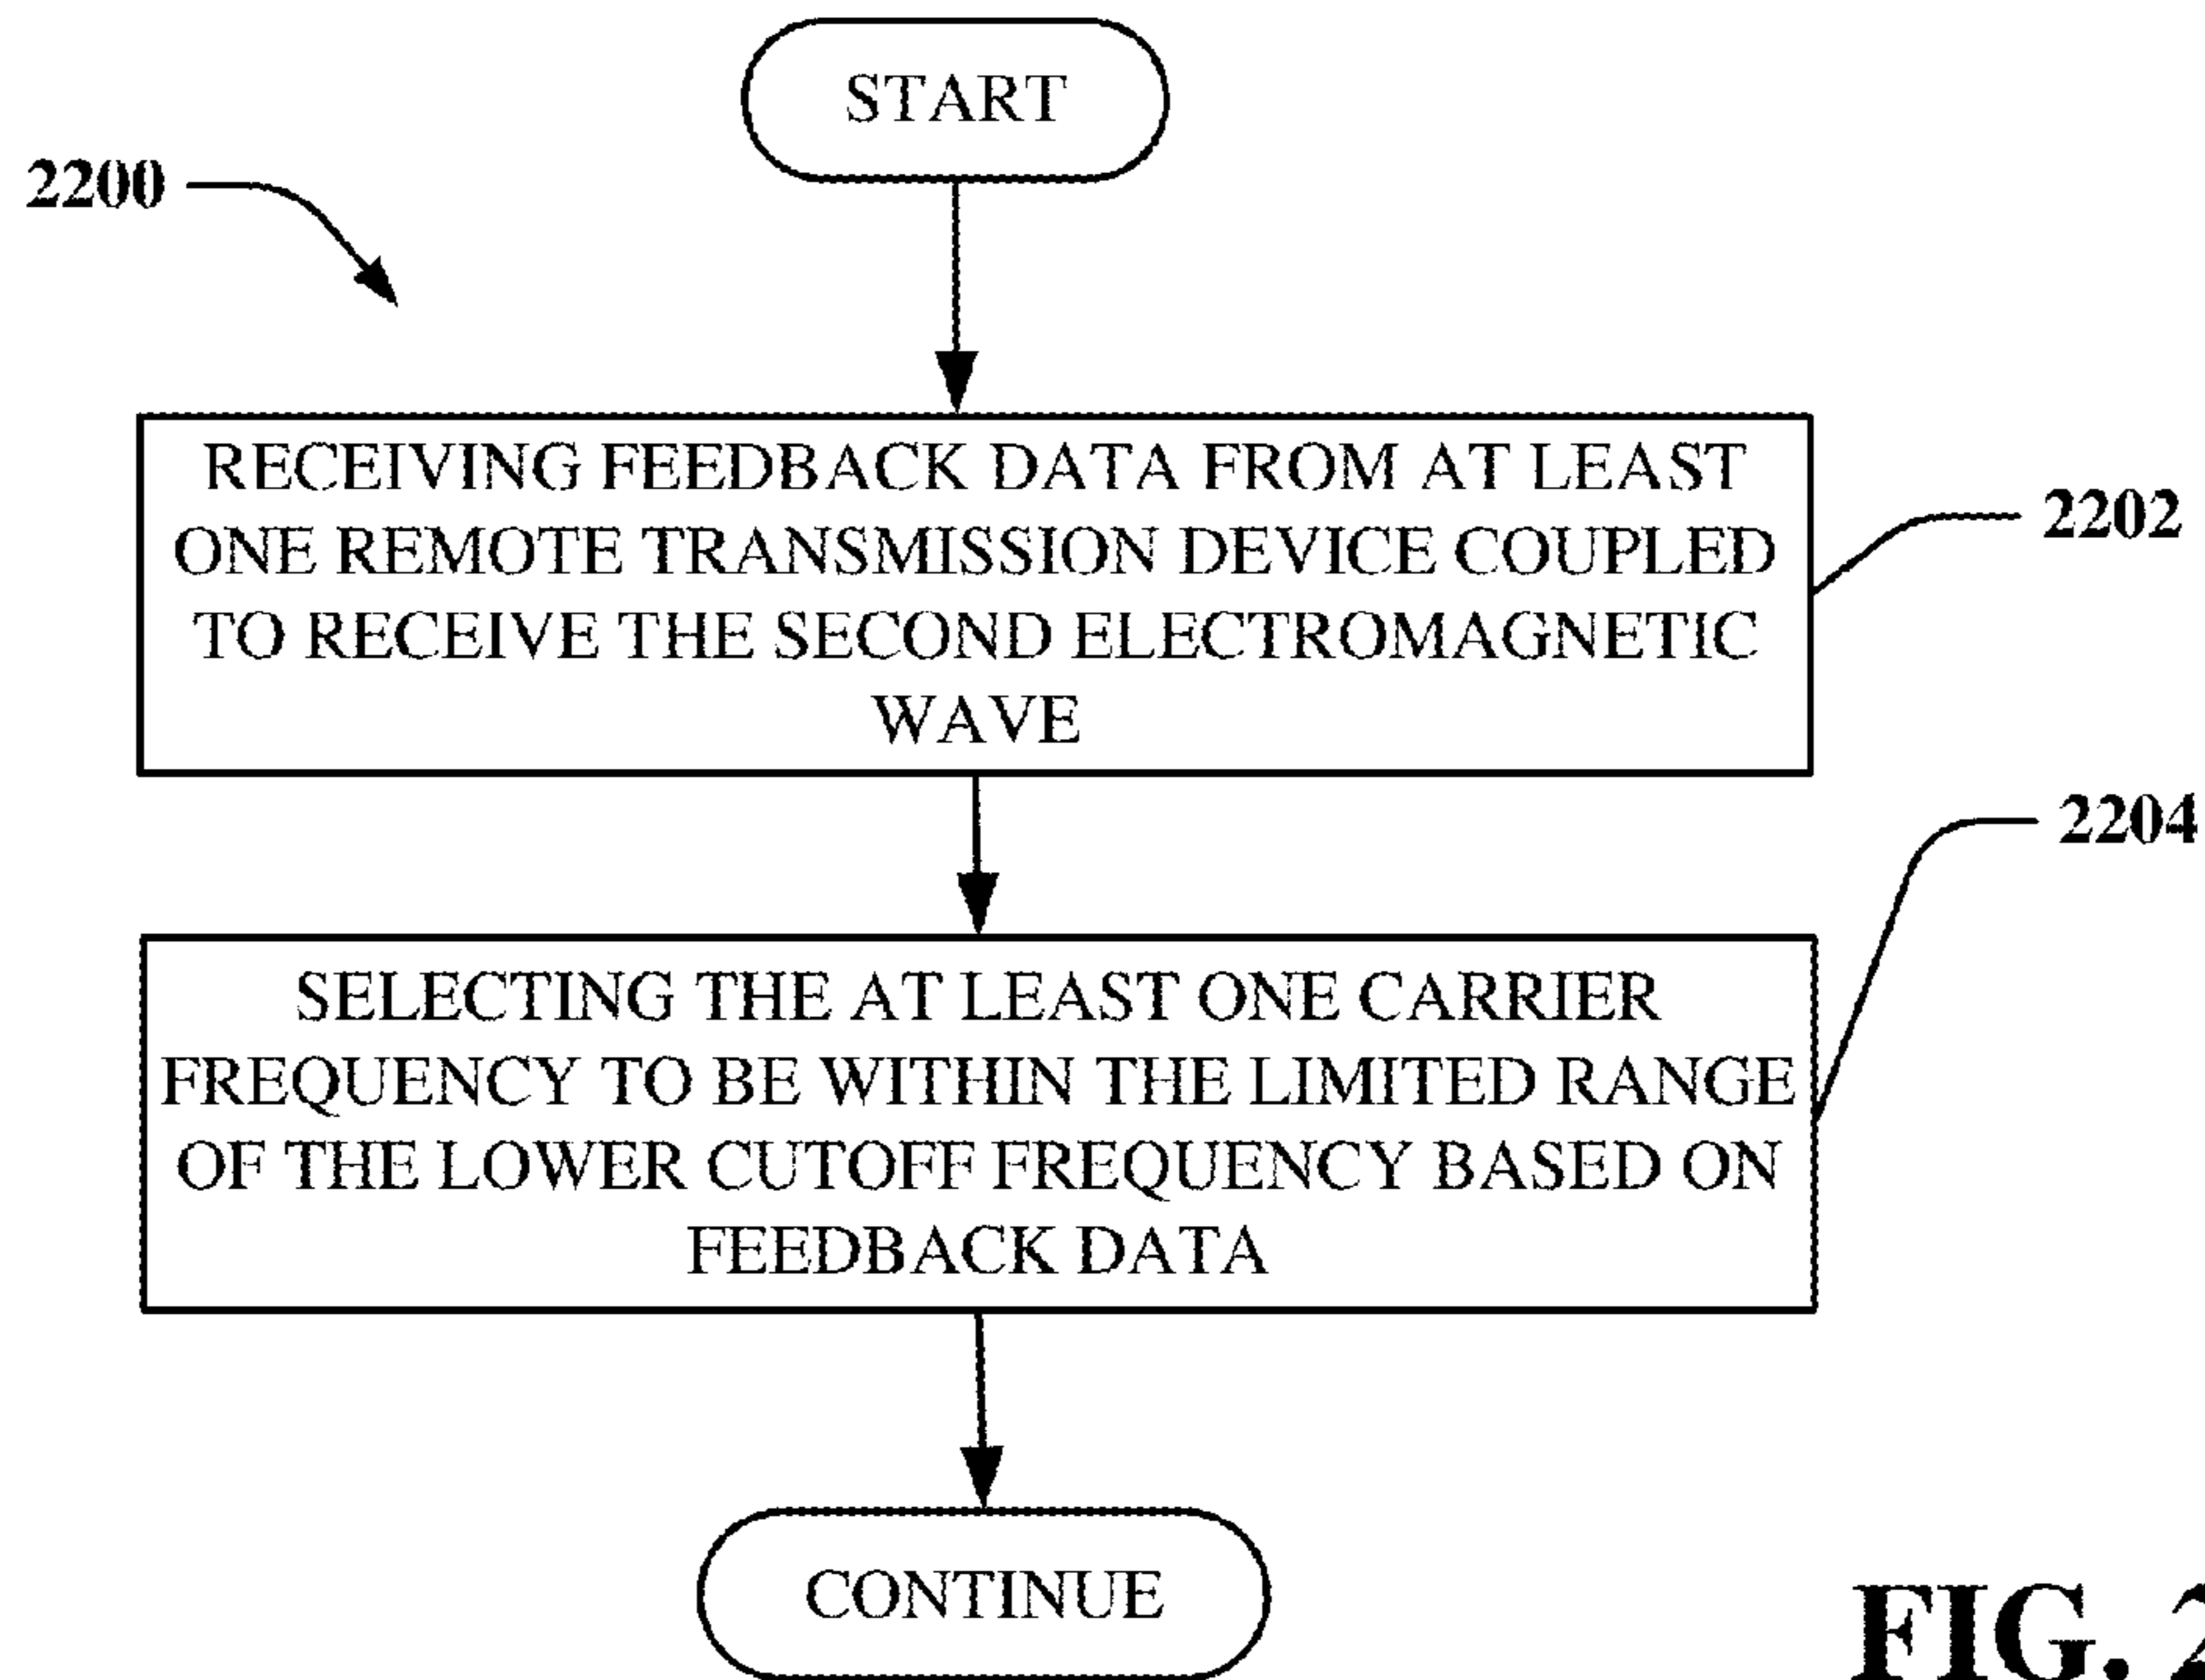 START
2200
RECEIVING FEEDBACK DATA FROM AT LEAST
ONE REMOTE TRANSMISSION DEVICE COUPLED
TO RECEIVE THE SECOND ELECTROMAGNETIC
WAVE
2202
2204
SELECTING THE AT LEAST ONE CARRIER
FREQUENCY TO BE WITHIN THE LIMITED RANGE
OF THE LOWER CUTOFF FREQUENCY BASED ON
FEEDBACK DATA
CONTINUE
FIG.